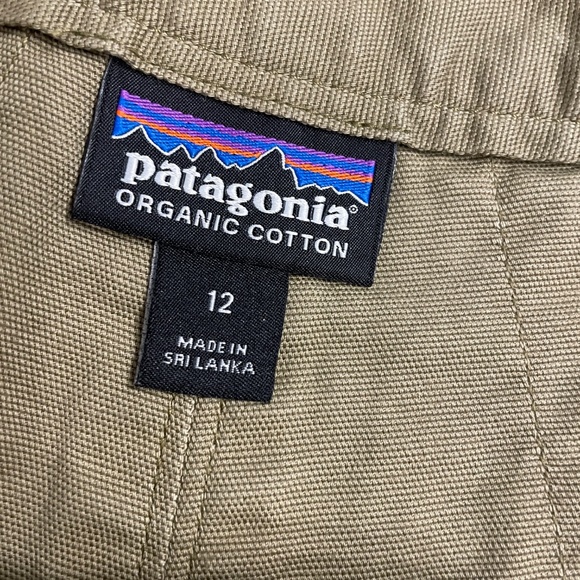 patagonia®
ORGANIC COTTON
12
MADE IN
SRI LANKA